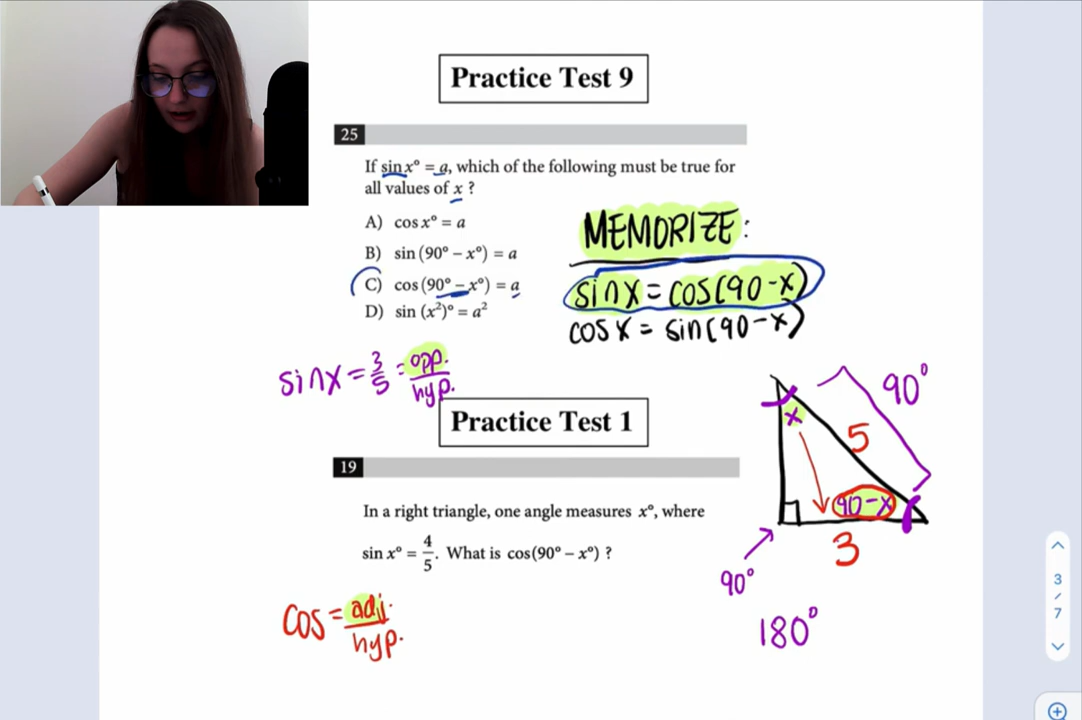 Practice Test 9
25
If sin x° = a, which of the following must be true for
all values of x ?
A) cos x° = a
B) sin (90° − x°) = a
C) cos (90° − x°) = a
D) sin (x²)° = a²
MEMORIZE:
sinx = cos(90-x)
cosx = sin(90-x)
sinx = 3/5 = opp./hyp.
Practice Test 1
19
In a right triangle, one angle measures x°, where
sin x° = 4/5. What is cos(90° − x°) ?
cos = adj./hyp.
90°
x
5
90-x
3
90°
180°
3
/
7